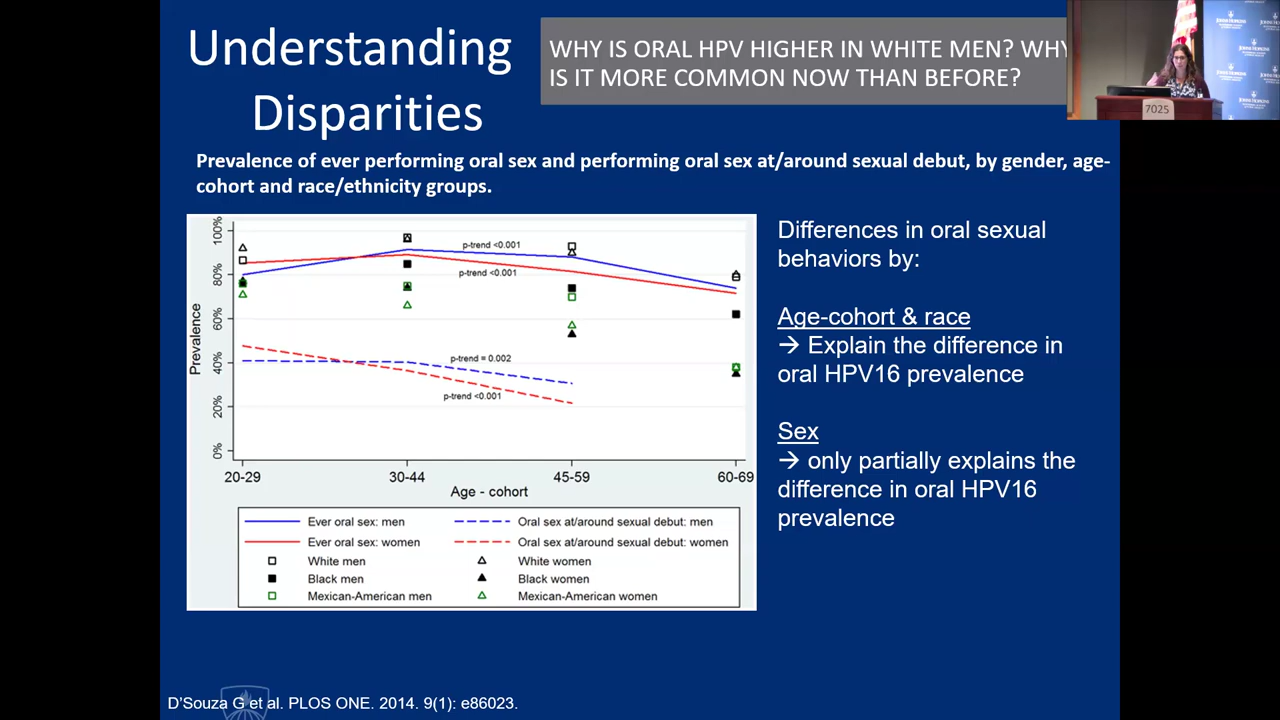 Understanding
Disparities
WHY IS ORAL HPV HIGHER IN WHITE MEN? WHY
IS IT MORE COMMON NOW THAN BEFORE?
7025
JOHNS HOPKINS
Prevalence of ever performing oral sex and performing oral sex at/around sexual debut, by gender, age-
cohort and race/ethnicity groups.
Prevalence
100%
80%
60%
40%
20%
0%
p-trend <0.001
p-trend <0.001
p-trend = 0.002
p-trend <0.001
20-29 30-44 45-59 60-69
Age - cohort
Ever oral sex: men Oral sex at/around sexual debut: men
Ever oral sex: women Oral sex at/around sexual debut: women
White men White women
Black men Black women
Mexican-American men Mexican-American women
Differences in oral sexual
behaviors by:
Age-cohort & race
→ Explain the difference in
oral HPV16 prevalence
Sex
→ only partially explains the
difference in oral HPV16
prevalence
D'Souza G et al. PLOS ONE. 2014. 9(1): e86023.